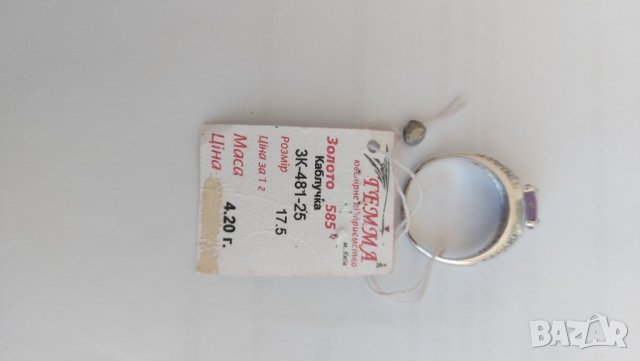 ГЕММА
ювелірне підприємство
м. Київ
Золото 585°
Каблучка
ЗК-481-25
Розмір 17.5
Ціна за 1 г
Маса 4.20 г.
Ціна
BAZAR